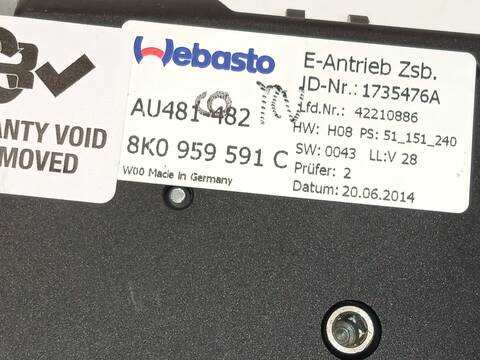 Webasto
AU481-482
8K0 959 591 C
W00 Made in Germany
E-Antrieb Zsb.
ID-Nr.: 1735476A
Lfd.Nr.: 42210886
HW: H08 PS: 51_151_240
SW: 0043 LL:V 28
Prüfer: 2
Datum: 20.06.2014
ANTY VOID
MOVED